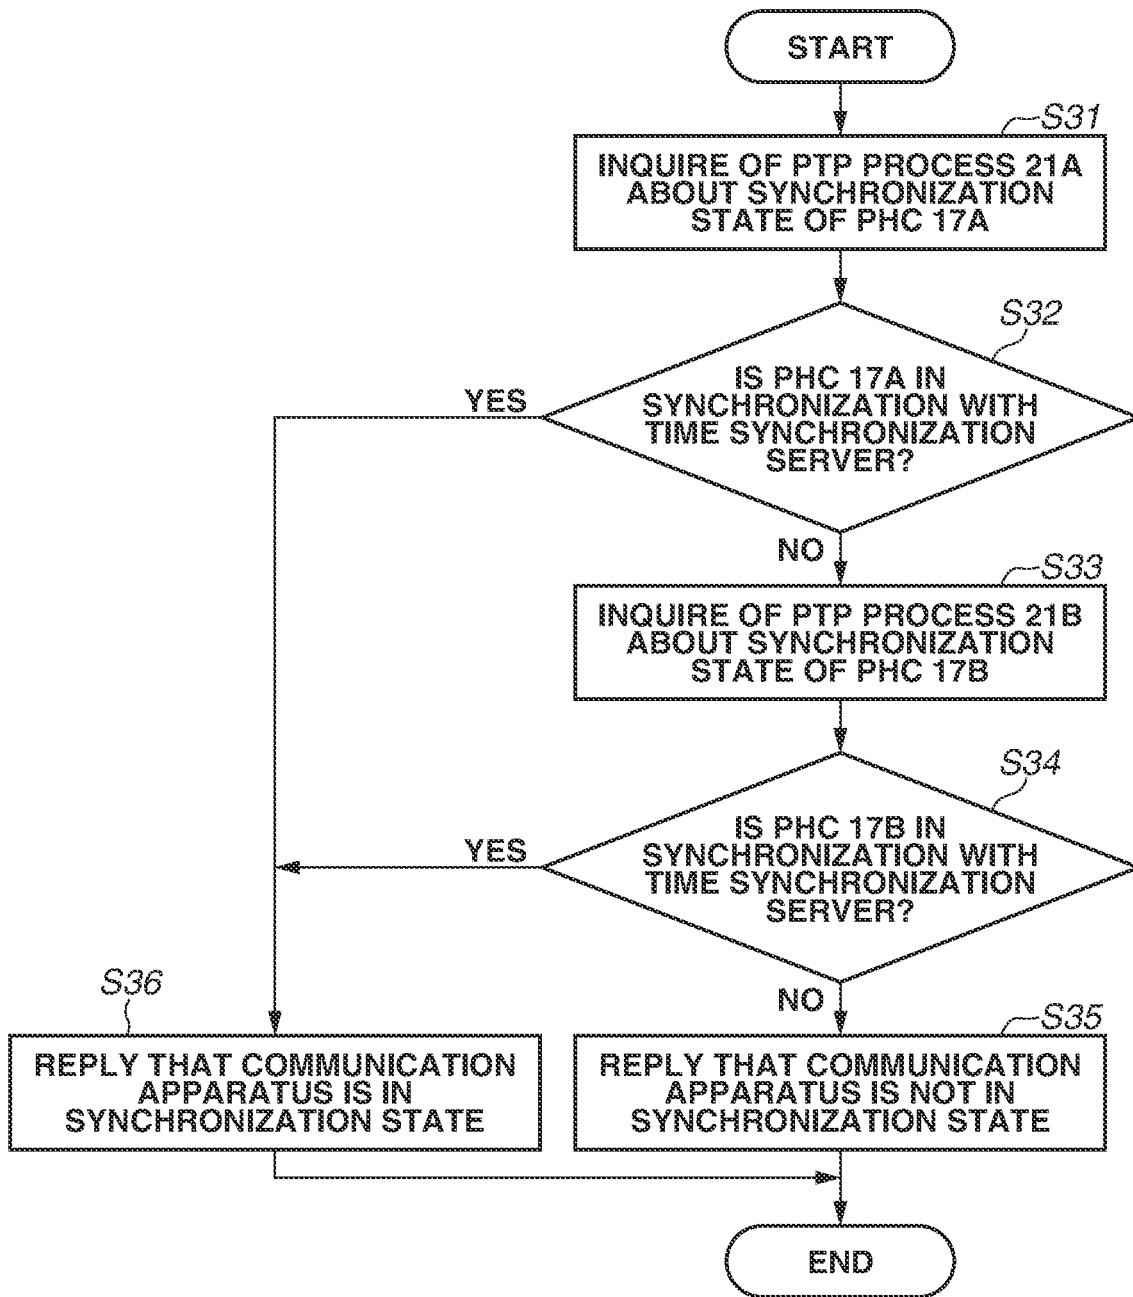 START
S31
INQUIRE OF PTP PROCESS 21A
ABOUT SYNCHRONIZATION
STATE OF PHC 17A
S32
IS PHC 17A IN
SYNCHRONIZATION WITH
TIME SYNCHRONIZATION
SERVER?
YES
NO
S33
INQUIRE OF PTP PROCESS 21B
ABOUT SYNCHRONIZATION
STATE OF PHC 17B
S34
IS PHC 17B IN
SYNCHRONIZATION WITH
TIME SYNCHRONIZATION
SERVER?
YES
NO
S36
REPLY THAT COMMUNICATION
APPARATUS IS IN
SYNCHRONIZATION STATE
S35
REPLY THAT COMMUNICATION
APPARATUS IS NOT IN
SYNCHRONIZATION STATE
END